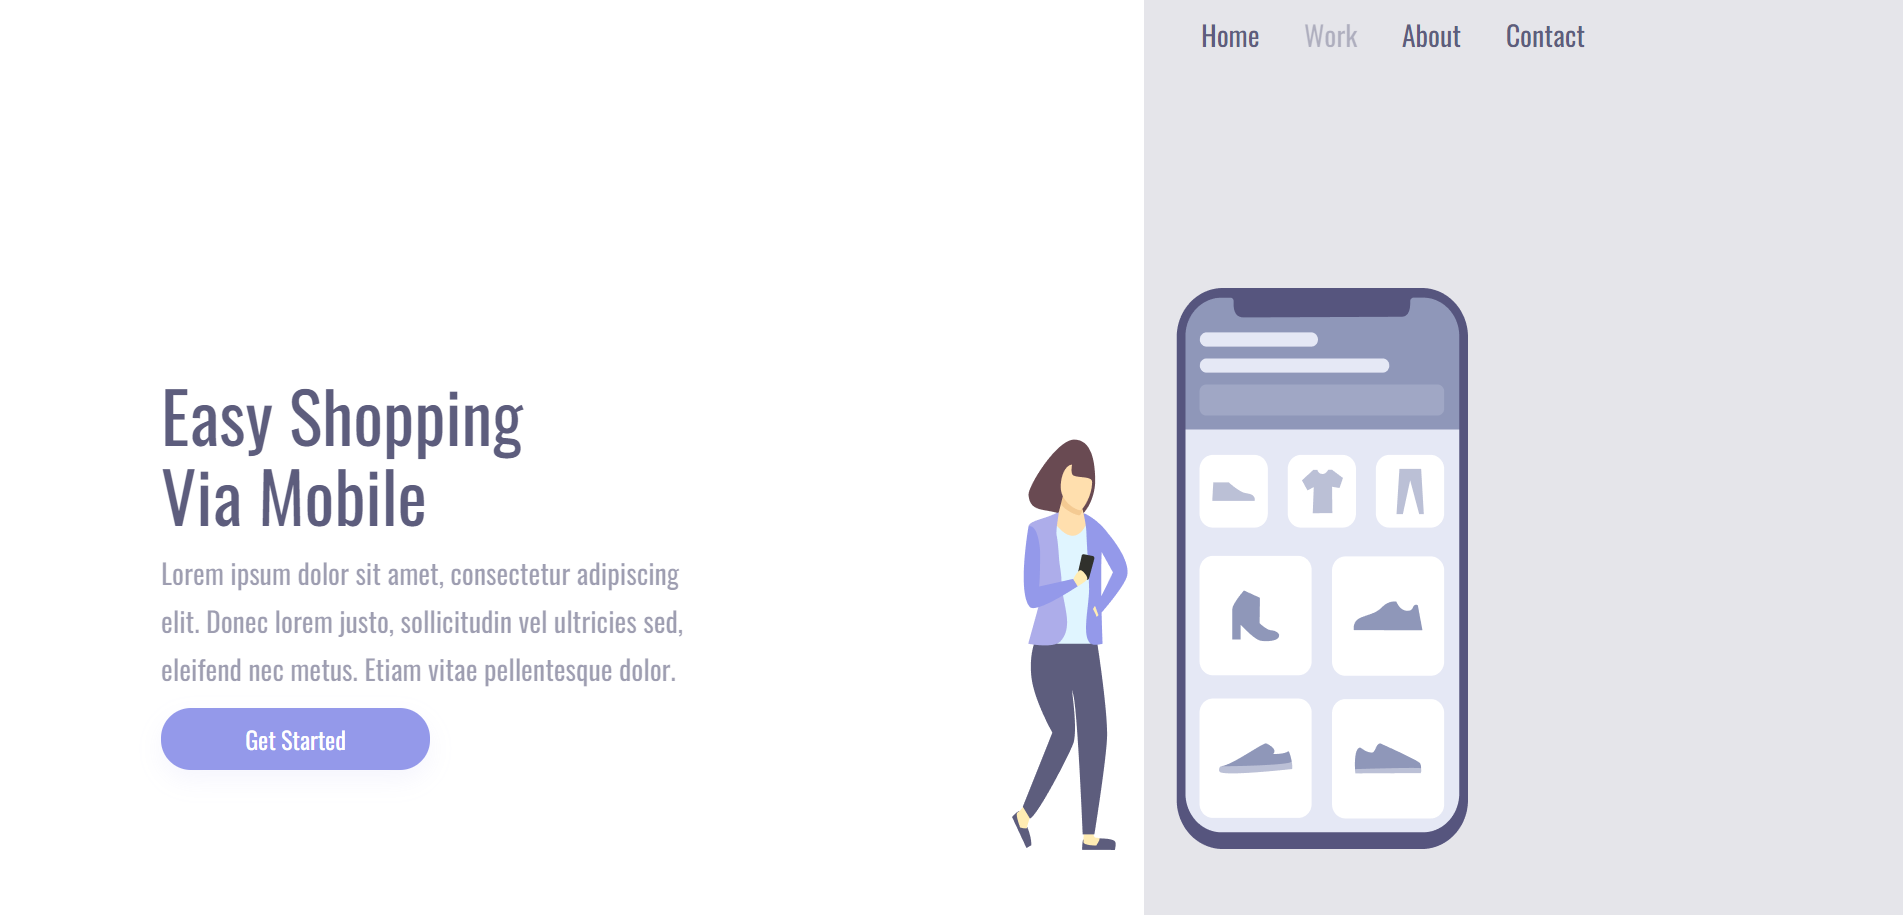 Home Work About Contact
Easy Shopping
Via Mobile
Lorem ipsum dolor sit amet, consectetur adipiscing
elit. Donec lorem justo, sollicitudin vel ultricies sed,
eleifend nec metus. Etiam vitae pellentesque dolor.
Get Started